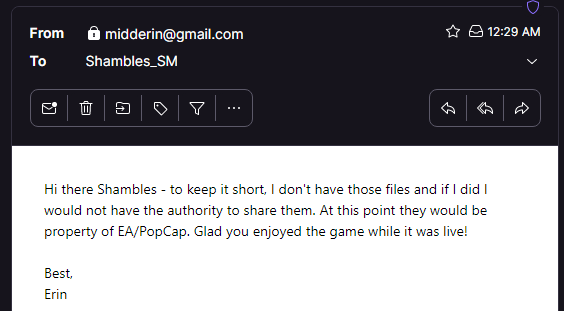 From midderin@gmail.com 12:29 AM
To Shambles_SM
Hi there Shambles - to keep it short, I don't have those files and if I did I
would not have the authority to share them. At this point they would be
property of EA/PopCap. Glad you enjoyed the game while it was live!
Best,
Erin